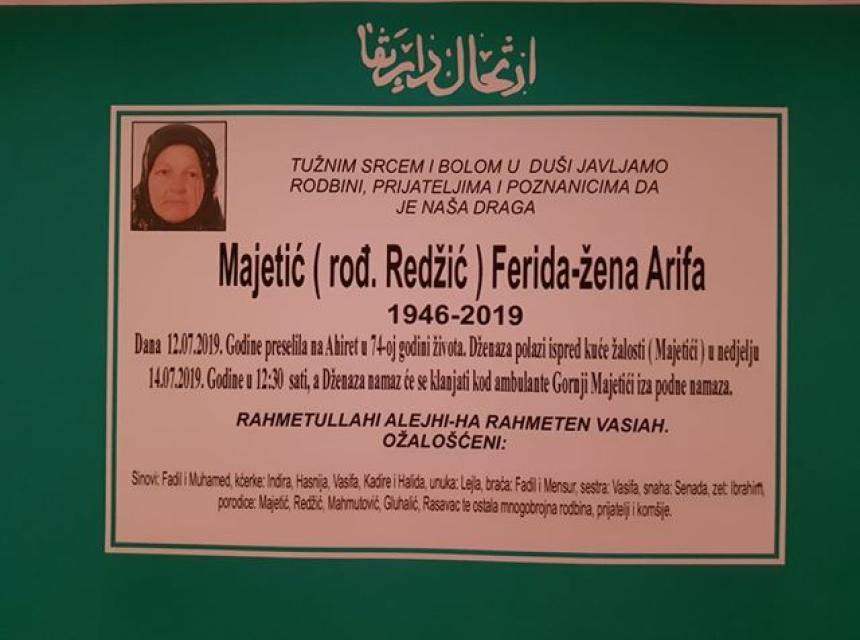 ارتحال دار بقا
TUŽNIM SRCEM I BOLOM U DUŠI JAVLJAMO
RODBINI, PRIJATELJIMA I POZNANICIMA DA
JE NAŠA DRAGA
Majetić ( rođ. Redžić ) Ferida-žena Arifa
1946-2019
Dana 12.07.2019. Godine preselila na Ahiret u 74-oj godini života. Dženaza polazi ispred kuće žalosti ( Majetići ) u nedjelju
14.07.2019. Godine u 12:30 sati, a Dženaza namaz će se klanjati kod ambulante Gornji Majetići iza podne namaza.
RAHMETULLAHI ALEJHI-HA RAHMETEN VASIAH.
OŽALOŠĆENI:
Sinovi: Fadil i Muhamed, kćerke: Indira, Hasnija, Vasifa, Kadire i Halida, unuka: Lejla, braća: Fadil i Mensur, sestra: Vasifa, snaha: Senada, zet: Ibrahim,
porodice: Majetić, Redžić, Mahmutović, Gluhalić, Rasavac te ostala mnogobrojna rodbina, prijatelji i komšije.